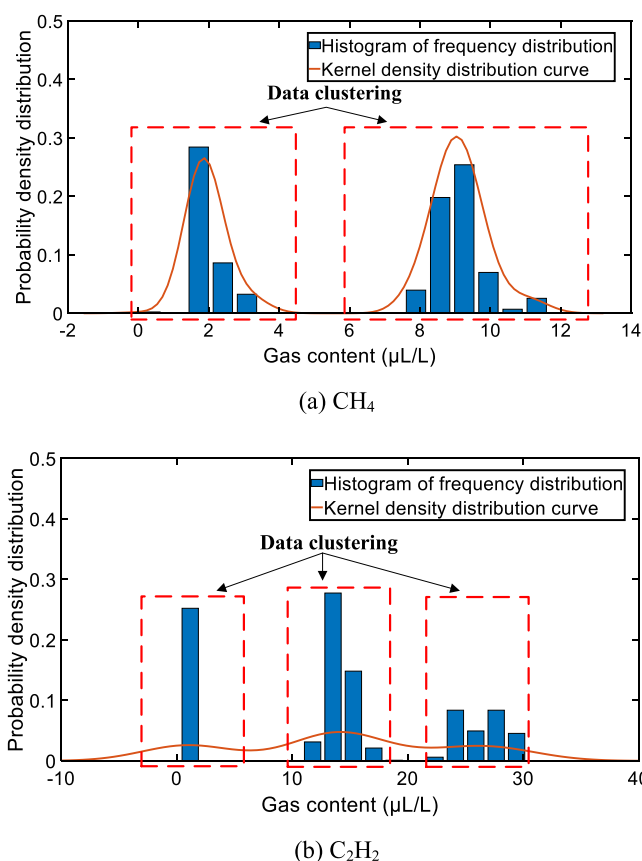 0.5
0.4
0.3
0.2
0.1
0
Probability density distribution
Histogram of frequency distribution
Kernel density distribution curve
Data clustering
-2
0
2
4
6
8
10
12
14
Gas content (µL/L)
(a) CH₄
0.5
0.4
0.3
0.2
0.1
0
Probability density distribution
Histogram of frequency distribution
Kernel density distribution curve
Data clustering
-10
0
10
20
30
40
Gas content (µL/L)
(b) C₂H₂